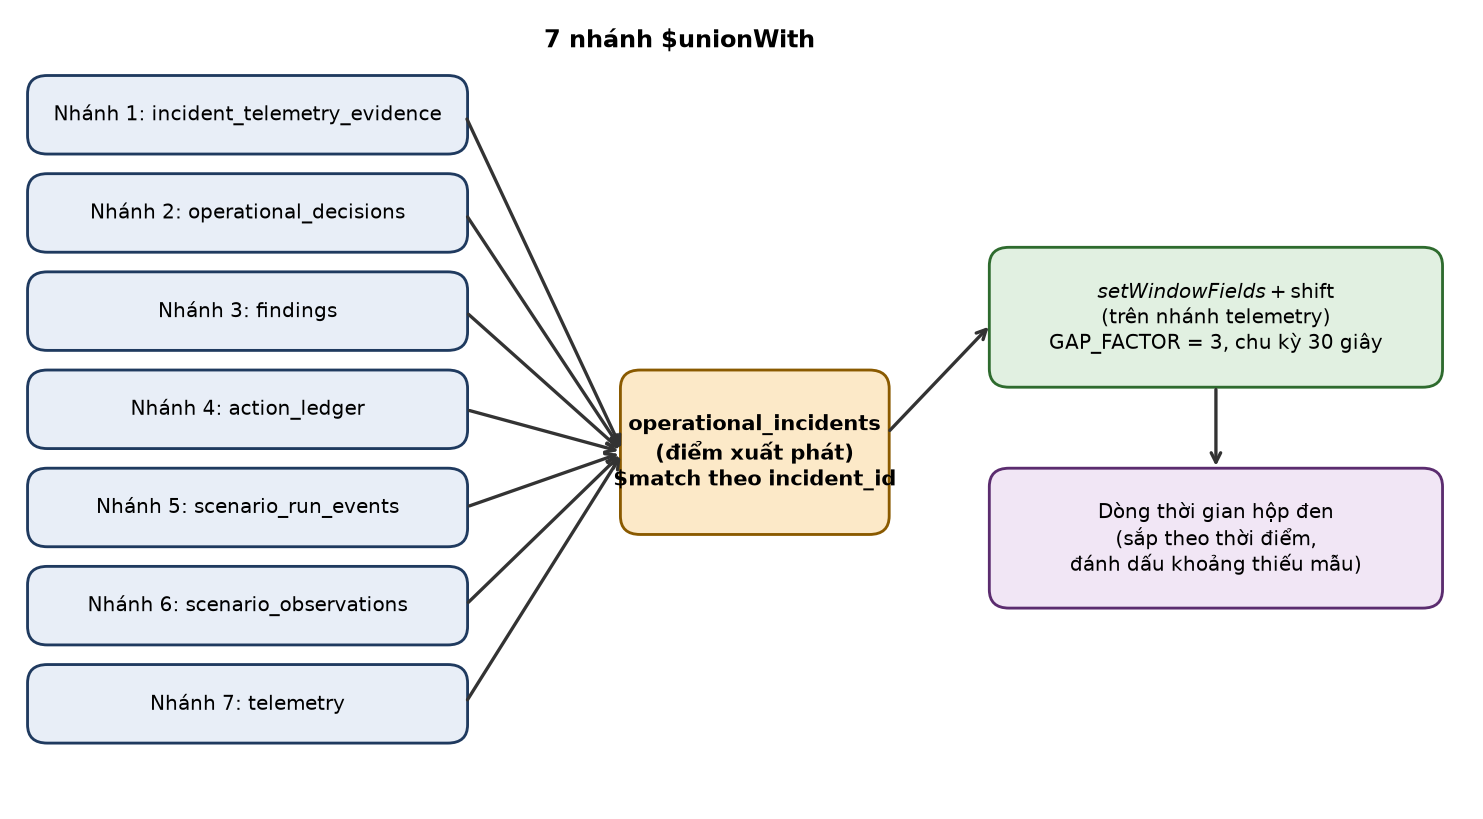 7 nhánh $unionWith
Nhánh 1: incident_telemetry_evidence
Nhánh 2: operational_decisions
Nhánh 3: findings
Nhánh 4: action_ledger
Nhánh 5: scenario_run_events
Nhánh 6: scenario_observations
Nhánh 7: telemetry
operational_incidents
(điểm xuất phát)
$match theo incident_id
setWindowFields + shift
(trên nhánh telemetry)
GAP_FACTOR = 3, chu kỳ 30 giây
Dòng thời gian hộp đen
(sắp theo thời điểm,
đánh dấu khoảng thiếu mẫu)